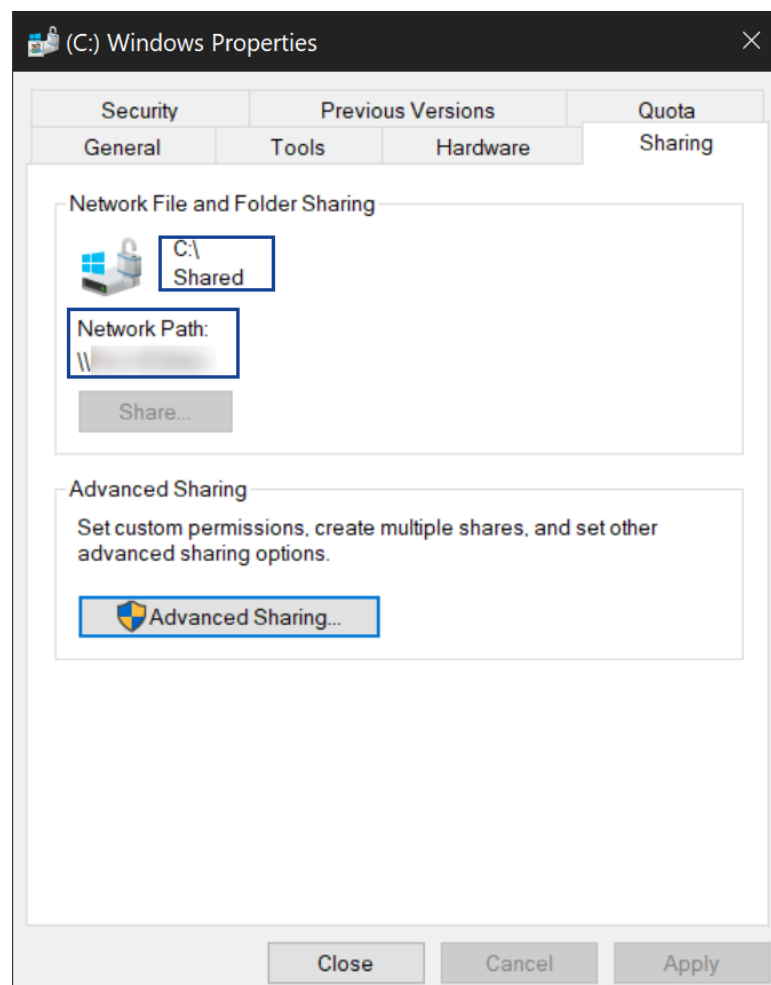 (C:) Windows Properties
Security Previous Versions Quota
General Tools Hardware Sharing
Network File and Folder Sharing
C:\
Shared
Network Path:
\\
Share...
Advanced Sharing
Set custom permissions, create multiple shares, and set other
advanced sharing options.
Advanced Sharing...
Close Cancel Apply